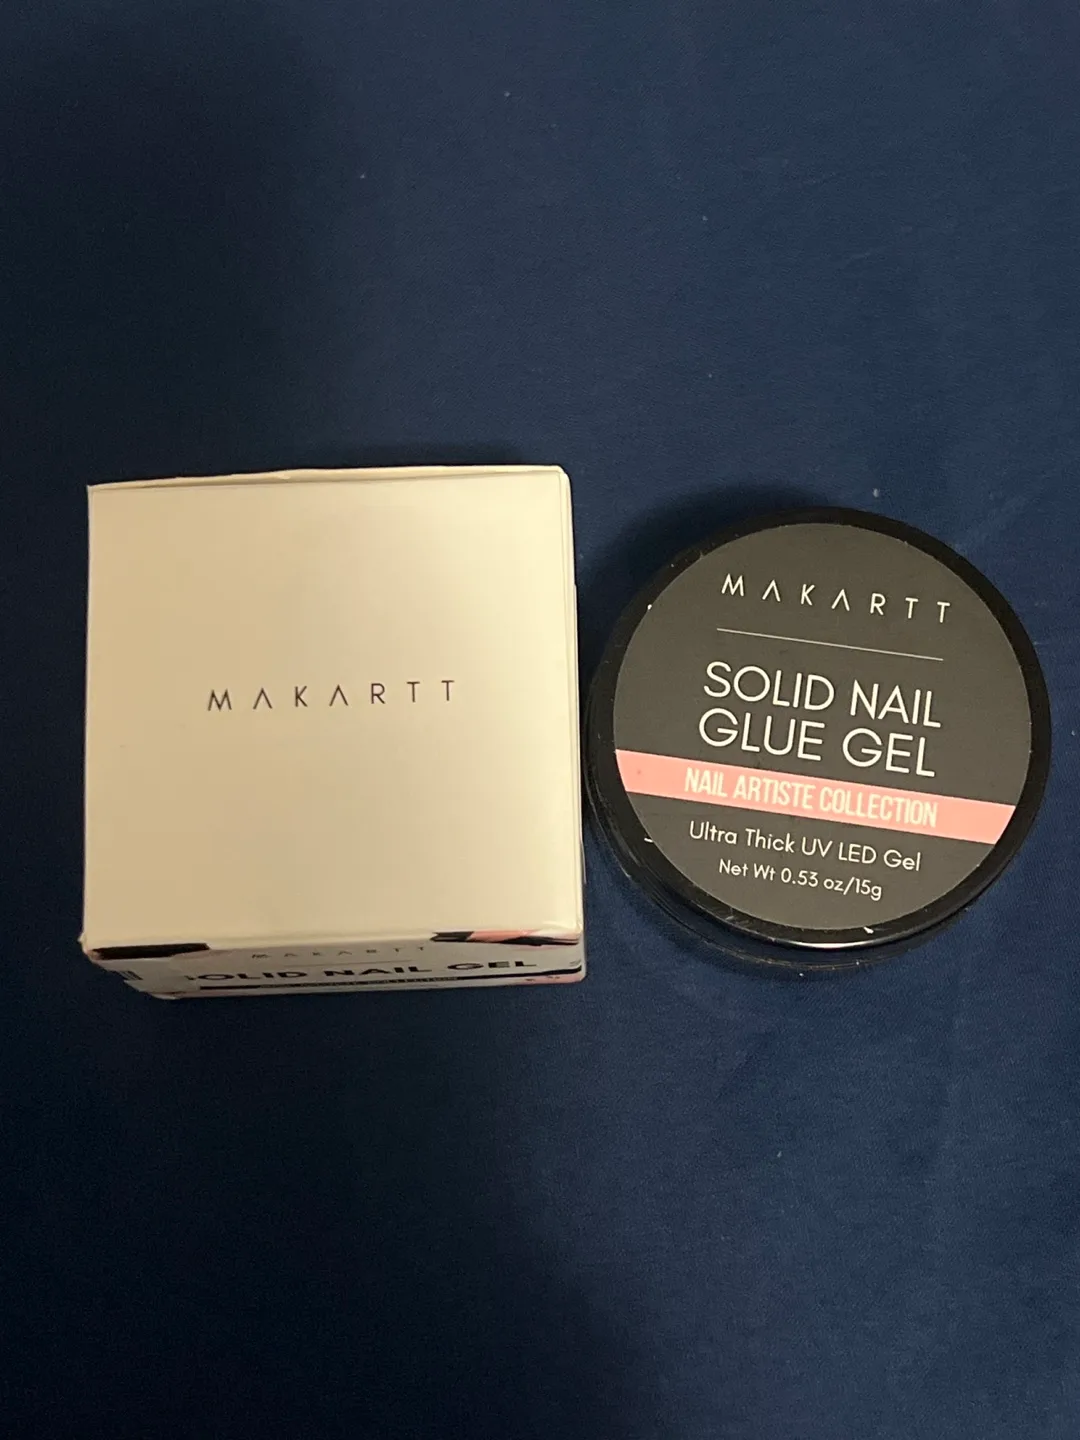 MAKARTT
MAKARTT
SOLID NAIL GEL
MAKARTT
SOLID NAIL
GLUE GEL
NAIL ARTISTE COLLECTION
Ultra Thick UV LED Gel
Net Wt 0.53 oz/15g